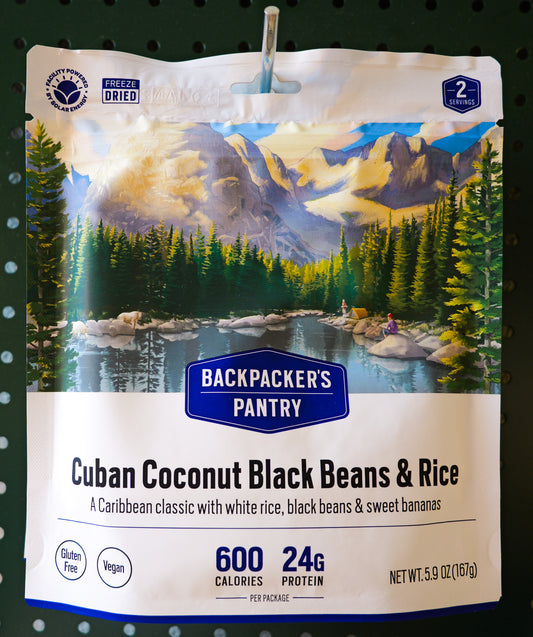 FACILITY POWERED
BY SOLAR ENERGY
FREEZE
DRIED
2
SERVINGS
BACKPACKER'S
PANTRY
Cuban Coconut Black Beans & Rice
A Caribbean classic with white rice, black beans & sweet bananas
Gluten
Free
Vegan
600
CALORIES
24G
PROTEIN
PER PACKAGE
NET WT. 5.9 OZ (167g)